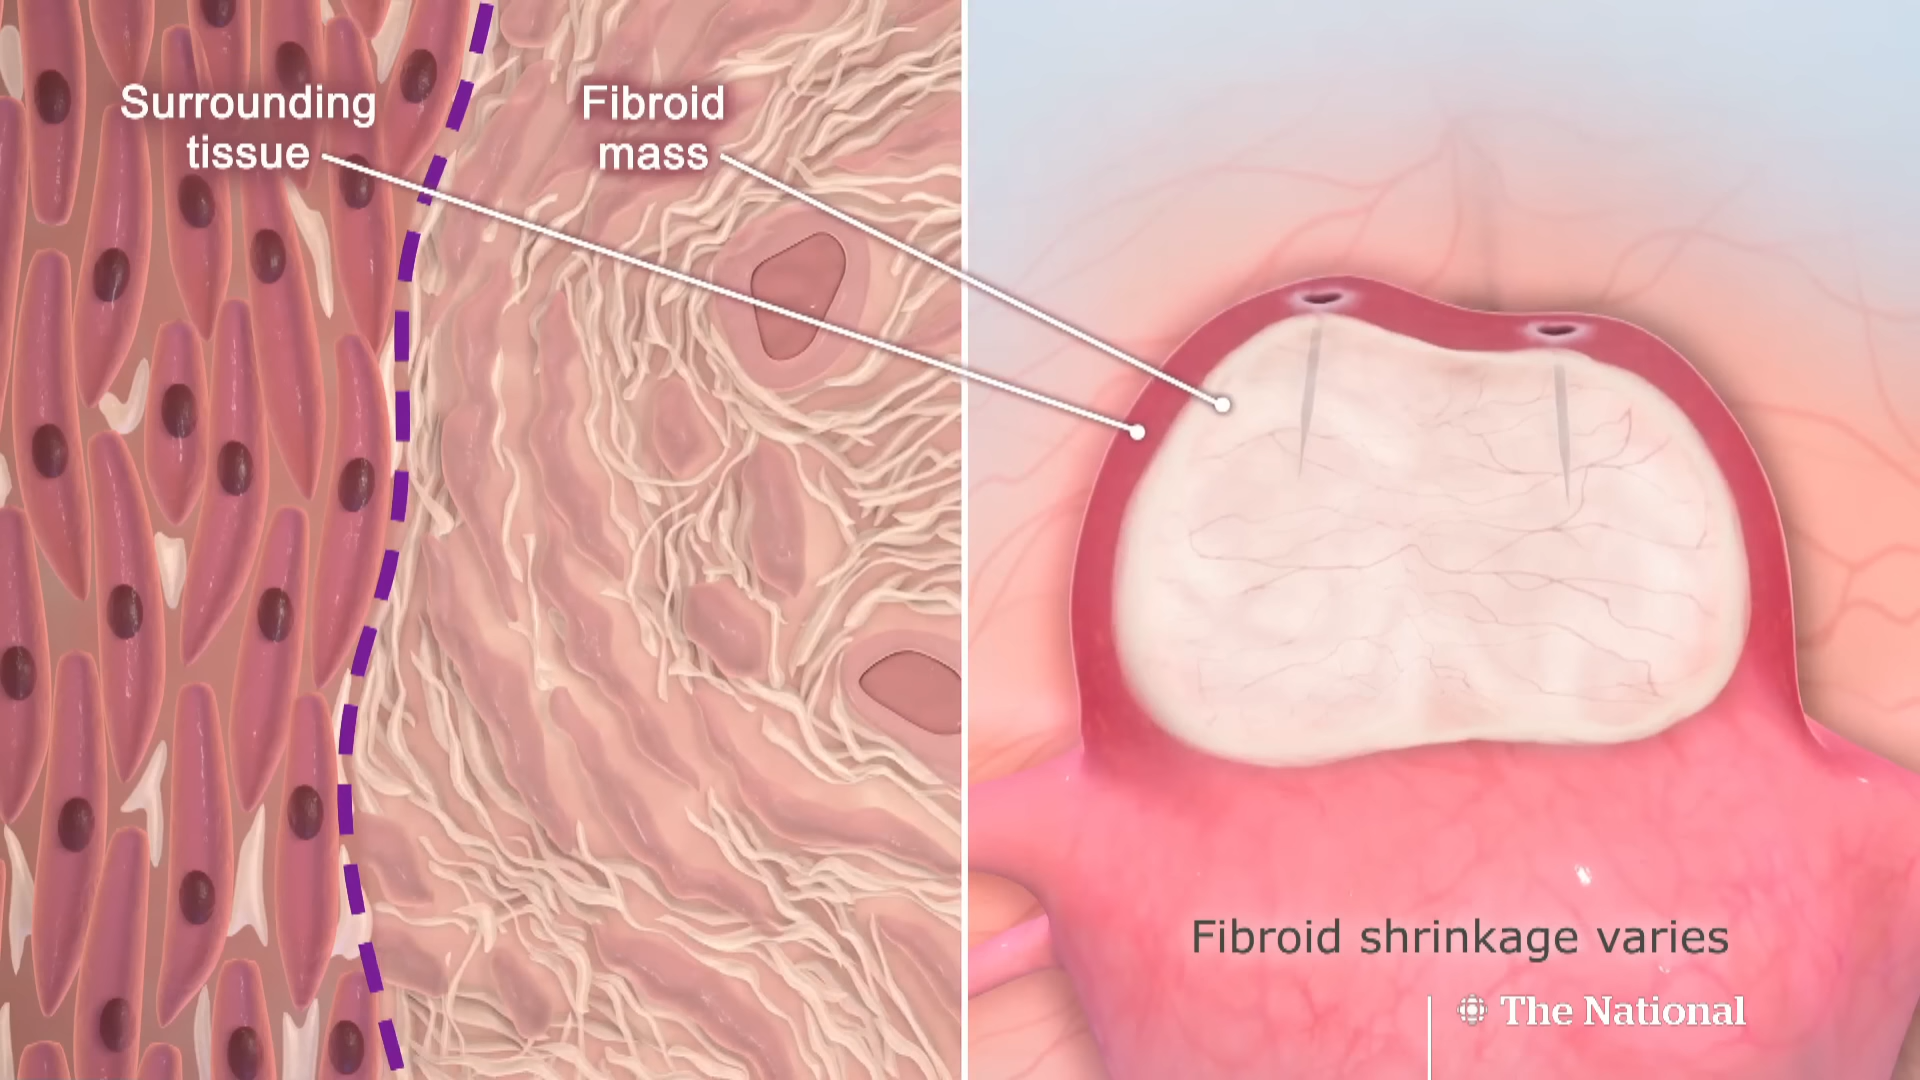 Surrounding
tissue
Fibroid
mass
Fibroid shrinkage varies
The National